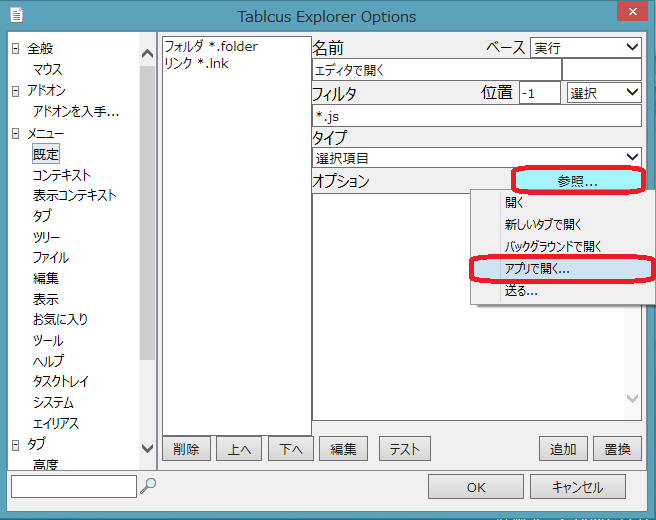 Tablcus Explorer Options
全般
マウス
アドオン
アドオンを入手...
メニュー
既定
コンテキスト
表示コンテキスト
タブ
ツリー
ファイル
編集
表示
お気に入り
ツール
ヘルプ
タスクトレイ
システム
エイリアス
タブ
高度
フォルダ *.folder
リンク *.lnk
名前
ベース
実行
エディタで開く
フィルタ
位置
-1
選択
*.js
タイプ
選択項目
オプション
参照...
開く
新しいタブで開く
バックグラウンドで開く
アプリで開く...
送る...
削除
上へ
下へ
編集
テスト
追加
置換
OK
キャンセル